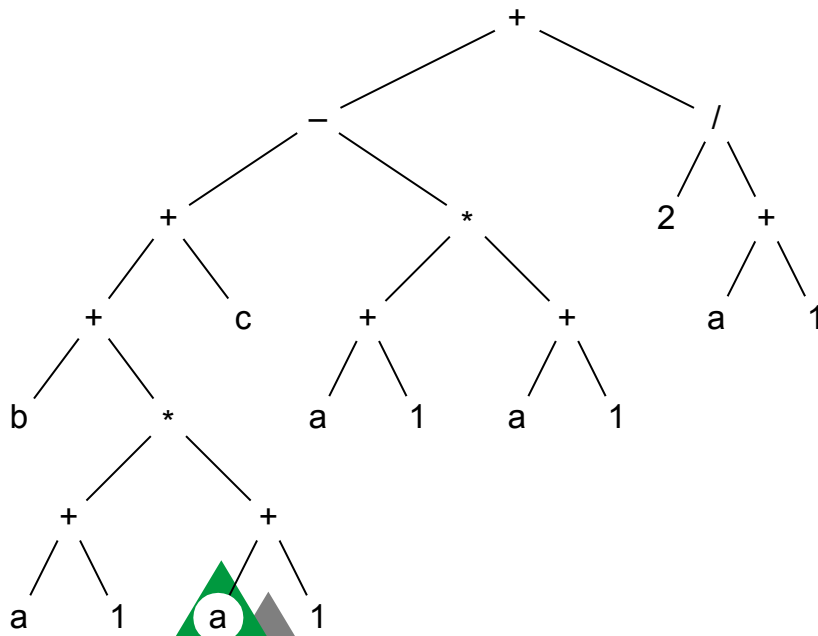 +
– /
+ * 2 +
+ c + + a 1
b * a 1 a 1
+ +
a 1 a 1